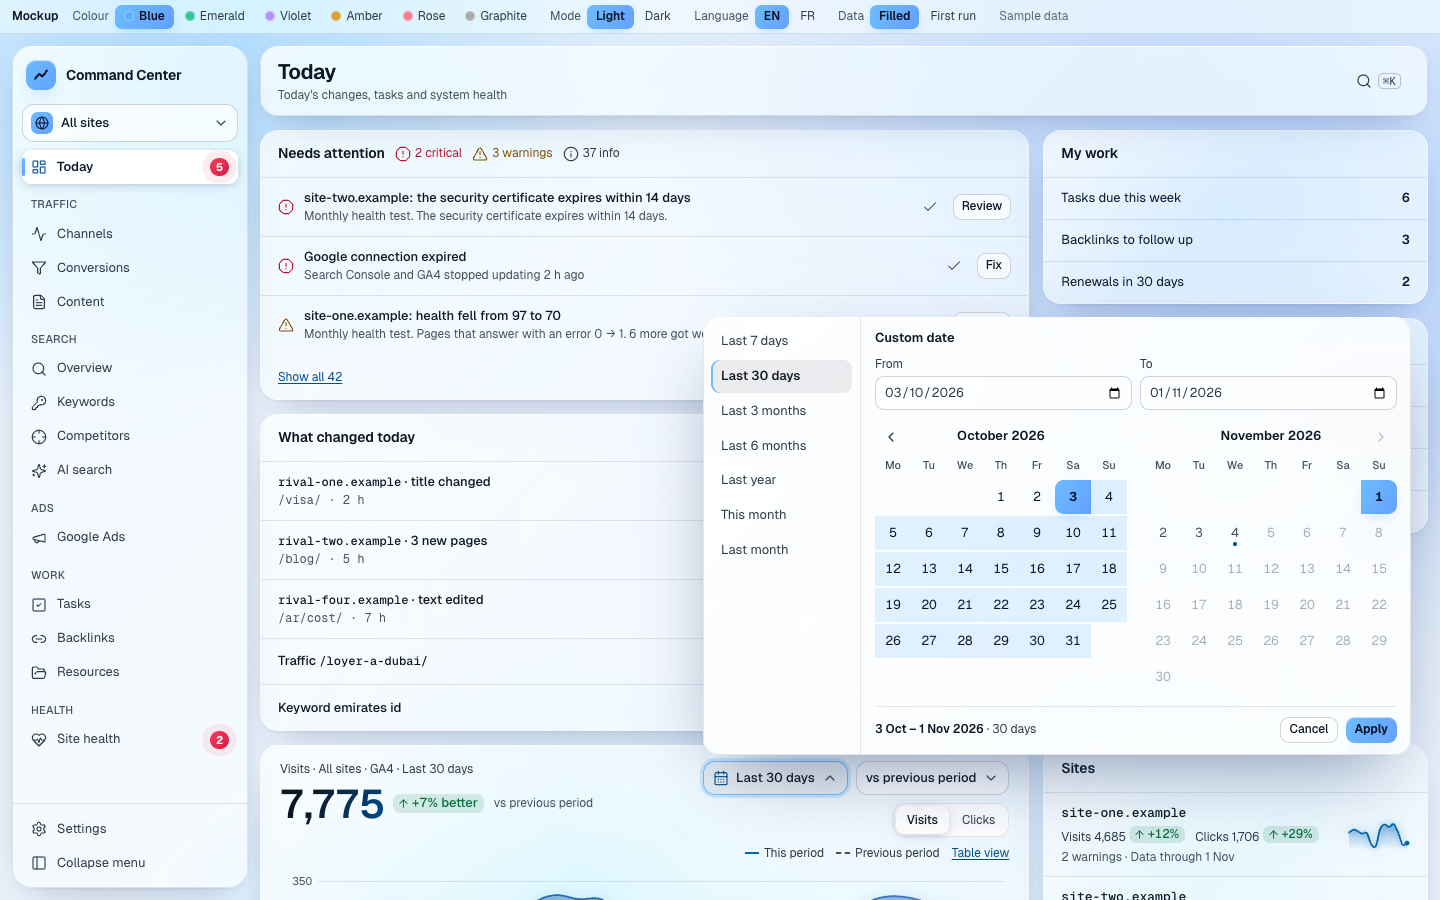 Mockup Colour Blue Emerald Violet Amber Rose Graphite Mode Light Dark Language EN FR Data Filled First run Sample data
Command Center
All sites
Today 5
TRAFFIC
Channels
Conversions
Content
SEARCH
Overview
Keywords
Competitors
AI search
ADS
Google Ads
WORK
Tasks
Backlinks
Resources
HEALTH
Site health 2
Settings
Collapse menu
Today
Today's changes, tasks and system health
⌘K
Needs attention 2 critical 3 warnings 37 info
site-two.example: the security certificate expires within 14 days
Monthly health test. The security certificate expires within 14 days.
Review
Google connection expired
Search Console and GA4 stopped updating 2 h ago
Fix
site-one.example: health fell from 97 to 70
Monthly health test. Pages that answer with an error 0 → 1. 6 more got
Show all 42
What changed today
rival-one.example · title changed
/visa/ · 2 h
rival-two.example · 3 new pages
/blog/ · 5 h
rival-four.example · text edited
/ar/cost/ · 7 h
Traffic /loyer-a-dubai/
Keyword emirates id
My work
Tasks due this week 6
Backlinks to follow up 3
Renewals in 30 days 2
Last 7 days
Last 30 days
Last 3 months
Last 6 months
Last year
This month
Last month
Custom date
From To
03/10/2026 01/11/2026
October 2026
Mo Tu We Th Fr Sa Su
1 2 3 4
5 6 7 8 9 10 11
12 13 14 15 16 17 18
19 20 21 22 23 24 25
26 27 28 29 30 31
November 2026
Mo Tu We Th Fr Sa Su
1
2 3 4 5 6 7 8
9 10 11 12 13 14 15
16 17 18 19 20 21 22
23 24 25 26 27 28 29
30
3 Oct – 1 Nov 2026 · 30 days
Cancel Apply
Visits · All sites · GA4 · Last 30 days
7,775 +7% better vs previous period
Last 30 days vs previous period
Visits Clicks
This period Previous period Table view
350
Sites
site-one.example
Visits 4,685 +12% Clicks 1,706 +29%
2 warnings · Data through 1 Nov
site-two.example